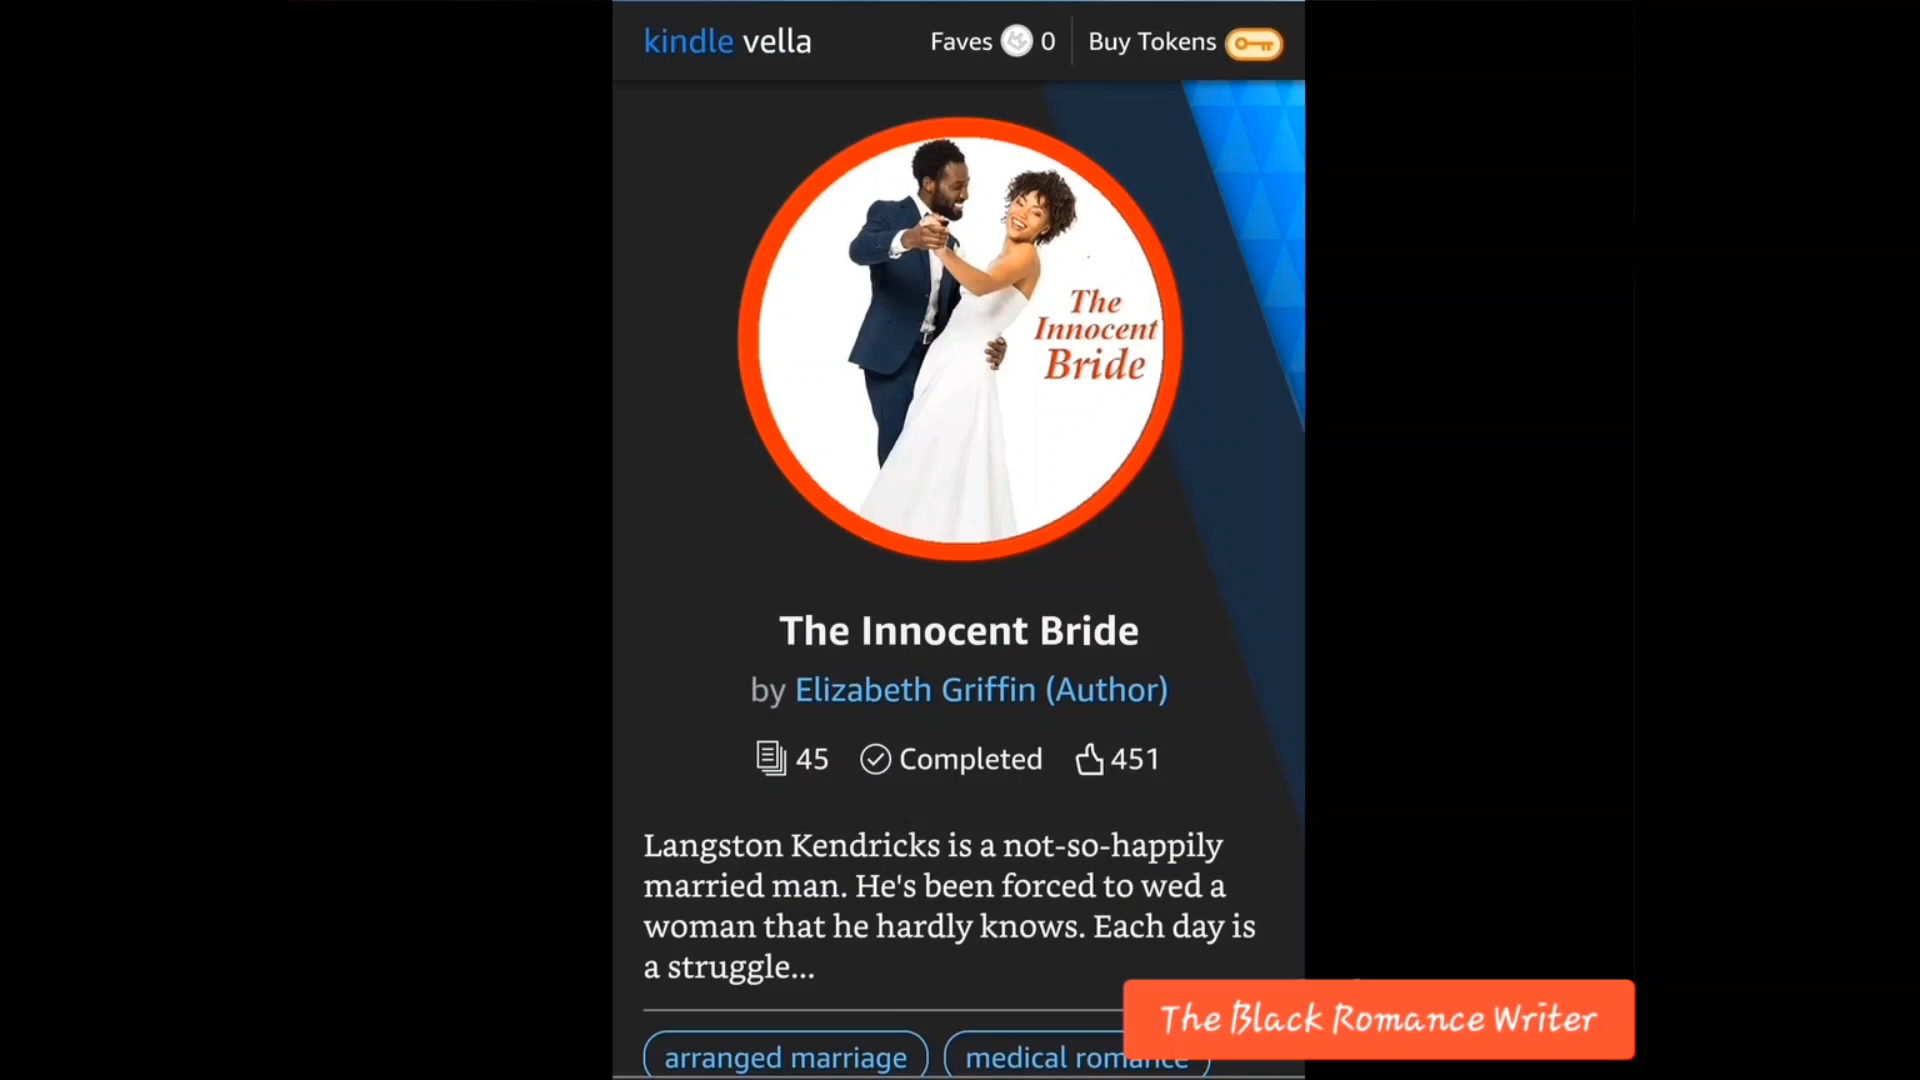 kindle vella
Faves 0
Buy Tokens
The
Innocent
Bride
The Innocent Bride
by Elizabeth Griffin (Author)
45 Completed 451
Langston Kendricks is a not-so-happily
married man. He's been forced to wed a
woman that he hardly knows. Each day is
a struggle...
arranged marriage
medical romance
The Black Romance Writer